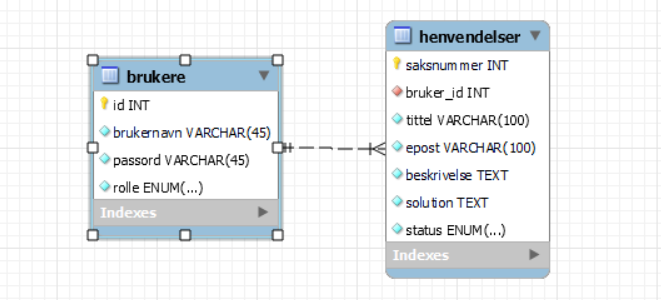 brukere
id INT
brukernavn VARCHAR(45)
passord VARCHAR(45)
rolle ENUM(...)
Indexes
henvendelser
saksnummer INT
bruker_id INT
tittel VARCHAR(100)
epost VARCHAR(100)
beskrivelse TEXT
solution TEXT
status ENUM(...)
Indexes